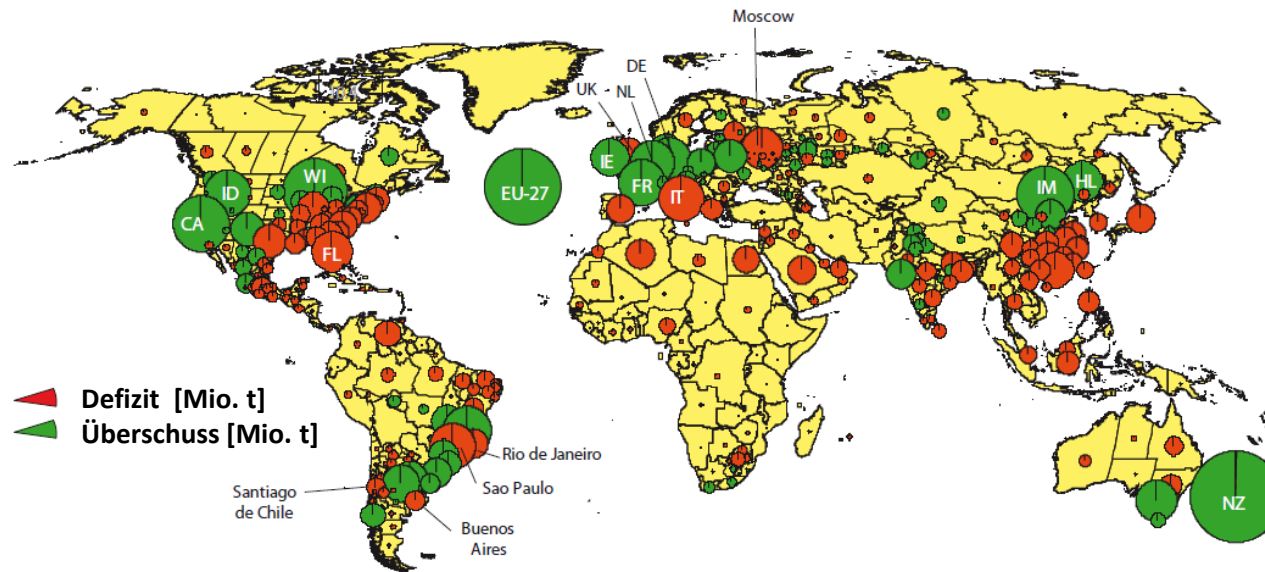 Moscow
DE
UK
NL
IE
FR
IT
EU-27
WI
ID
CA
FL
IM
HL
Defizit [Mio. t]
Überschuss [Mio. t]
Rio de Janeiro
Sao Paulo
Santiago
de Chile
Buenos
Aires
NZ